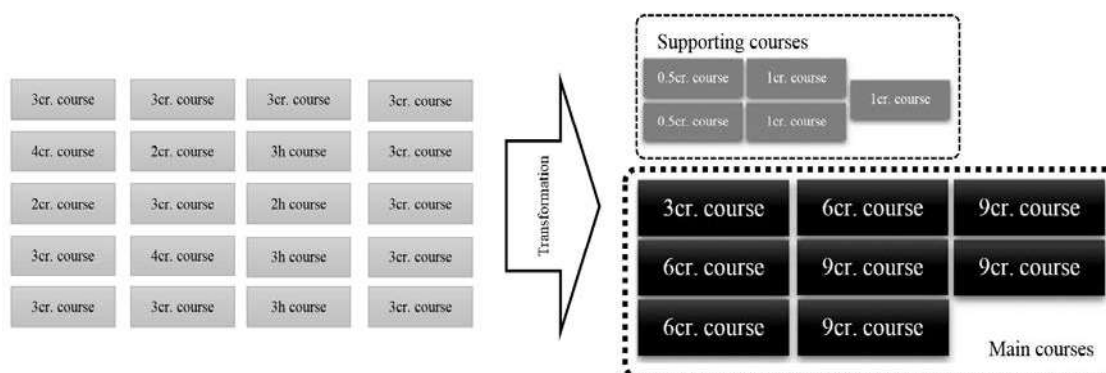 3cr. course 3cr. course 3cr. course 3cr. course
4cr. course 2cr. course 3h course 3cr. course
2cr. course 3cr. course 2h course 3cr. course
3cr. course 4cr. course 3h course 3cr. course
3cr. course 3cr. course 3h course 3cr. course
Transformation
Supporting courses
0.5cr. course 1cr. course
1cr. course
0.5cr. course 1cr. course
3cr. course 6cr. course 9cr. course
6cr. course 9cr. course 9cr. course
6cr. course 9cr. course
Main courses